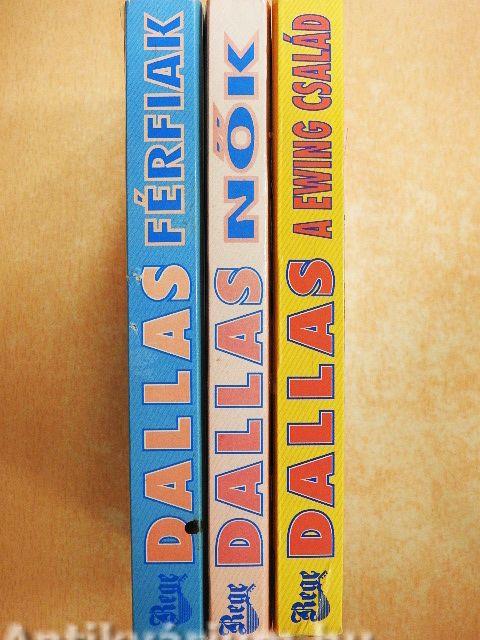 Rege DALLAS FÉRFIAK
Rege DALLAS NŐK
Rege DALLAS A EWING CSALÁD